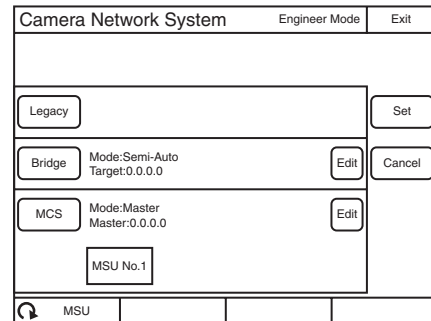 Camera Network System Engineer Mode Exit
Legacy Set
Bridge Mode:Semi-Auto Edit Cancel
Target:0.0.0.0
MCS Mode:Master Edit
Master:0.0.0.0
MSU No.1
MSU